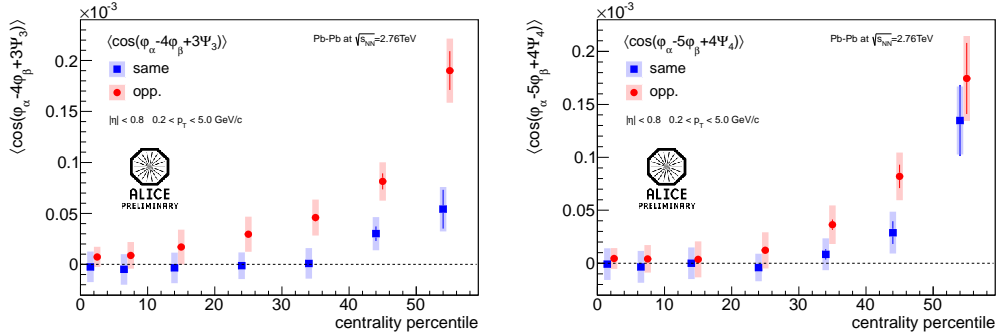 ×10⁻³
⟨cos(φα-4φβ+3Ψ3)⟩
⟨cos(φα-4φβ+3Ψ3)⟩
Pb-Pb at √sNN=2.76TeV
same
opp.
|η| < 0.8 0.2 < pT < 5.0 GeV/c
ALICE
PRELIMINARY
0.2
0.15
0.1
0.05
0
0 10 20 30 40 50
centrality percentile
×10⁻³
⟨cos(φα-5φβ+4Ψ4)⟩
⟨cos(φα-5φβ+4Ψ4)⟩
Pb-Pb at √sNN=2.76TeV
same
opp.
|η| < 0.8 0.2 < pT < 5.0 GeV/c
ALICE
PRELIMINARY
0.2
0.15
0.1
0.05
0
0 10 20 30 40 50
centrality percentile